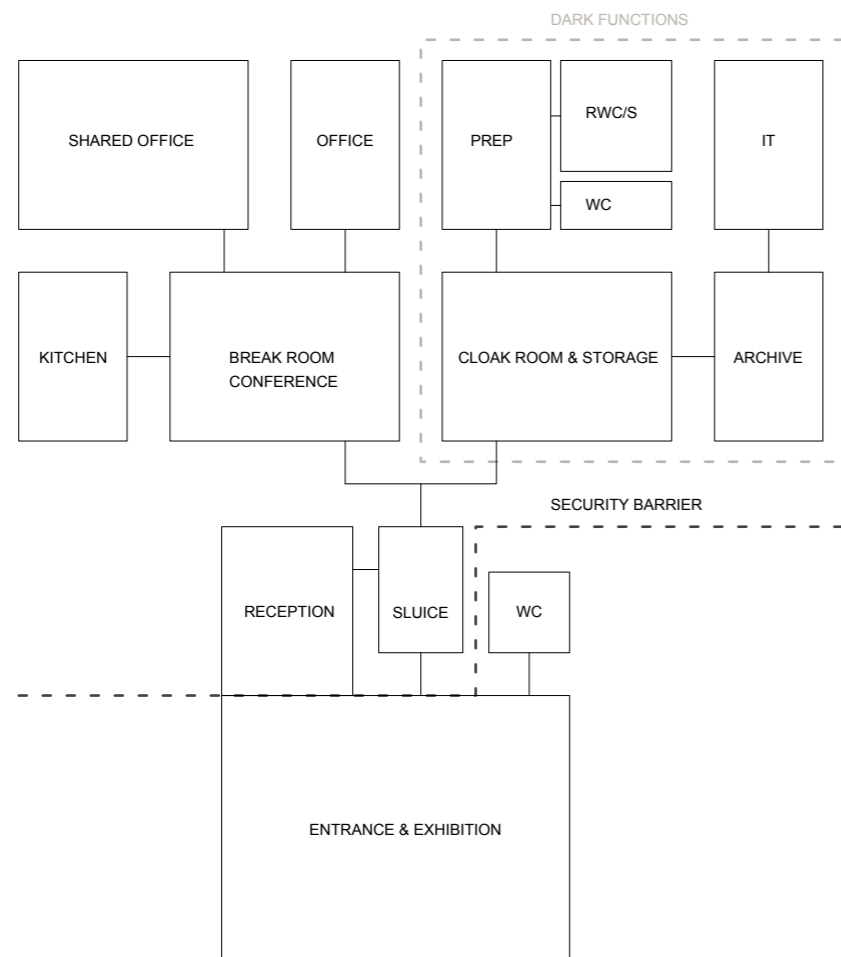 DARK FUNCTIONS
SHARED OFFICE
OFFICE
PREP
RWC/S
WC
IT
KITCHEN
BREAK ROOM
CONFERENCE
CLOAK ROOM & STORAGE
ARCHIVE
SECURITY BARRIER
RECEPTION
SLUICE
WC
ENTRANCE & EXHIBITION